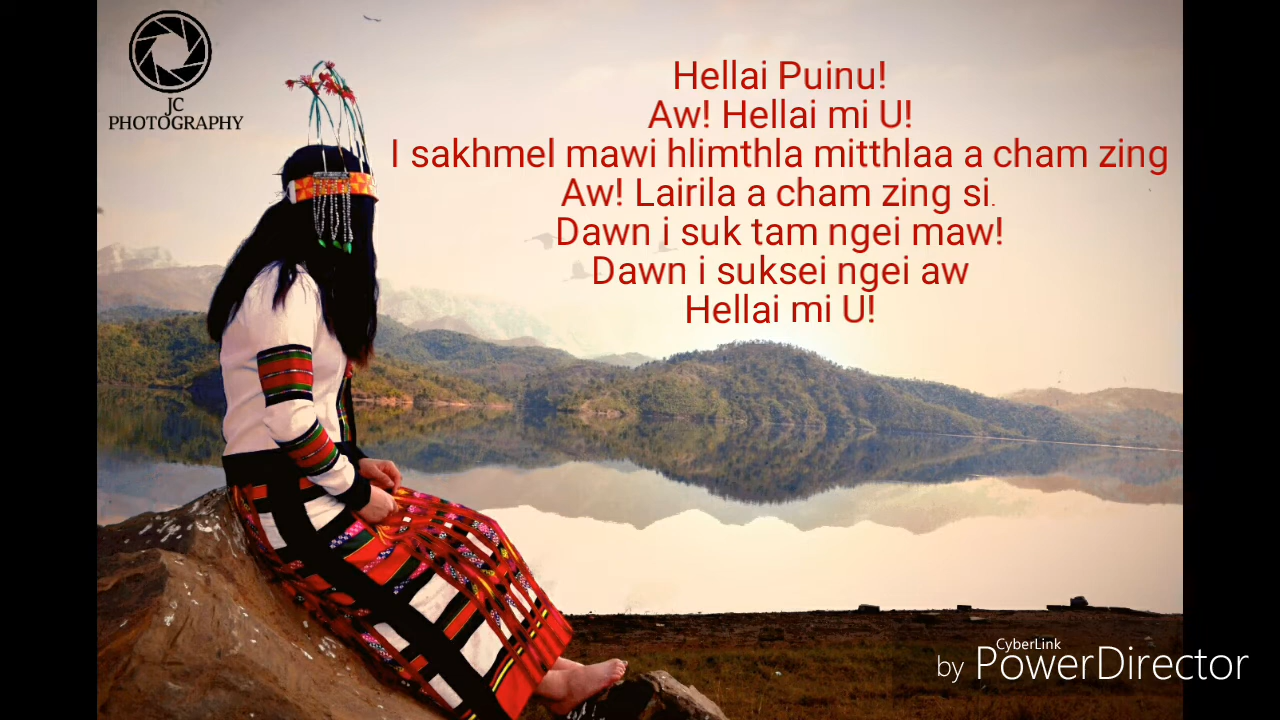 JC
PHOTOGRAPHY
Hellai Puinu!
Aw! Hellai mi U!
I sakhmel mawi hlimthla mitthlaa a cham zing
Aw! Lairila a cham zing si.
Dawn i suk tam ngei maw!
Dawn i suksei ngei aw
Hellai mi U!
CyberLink
by PowerDirector